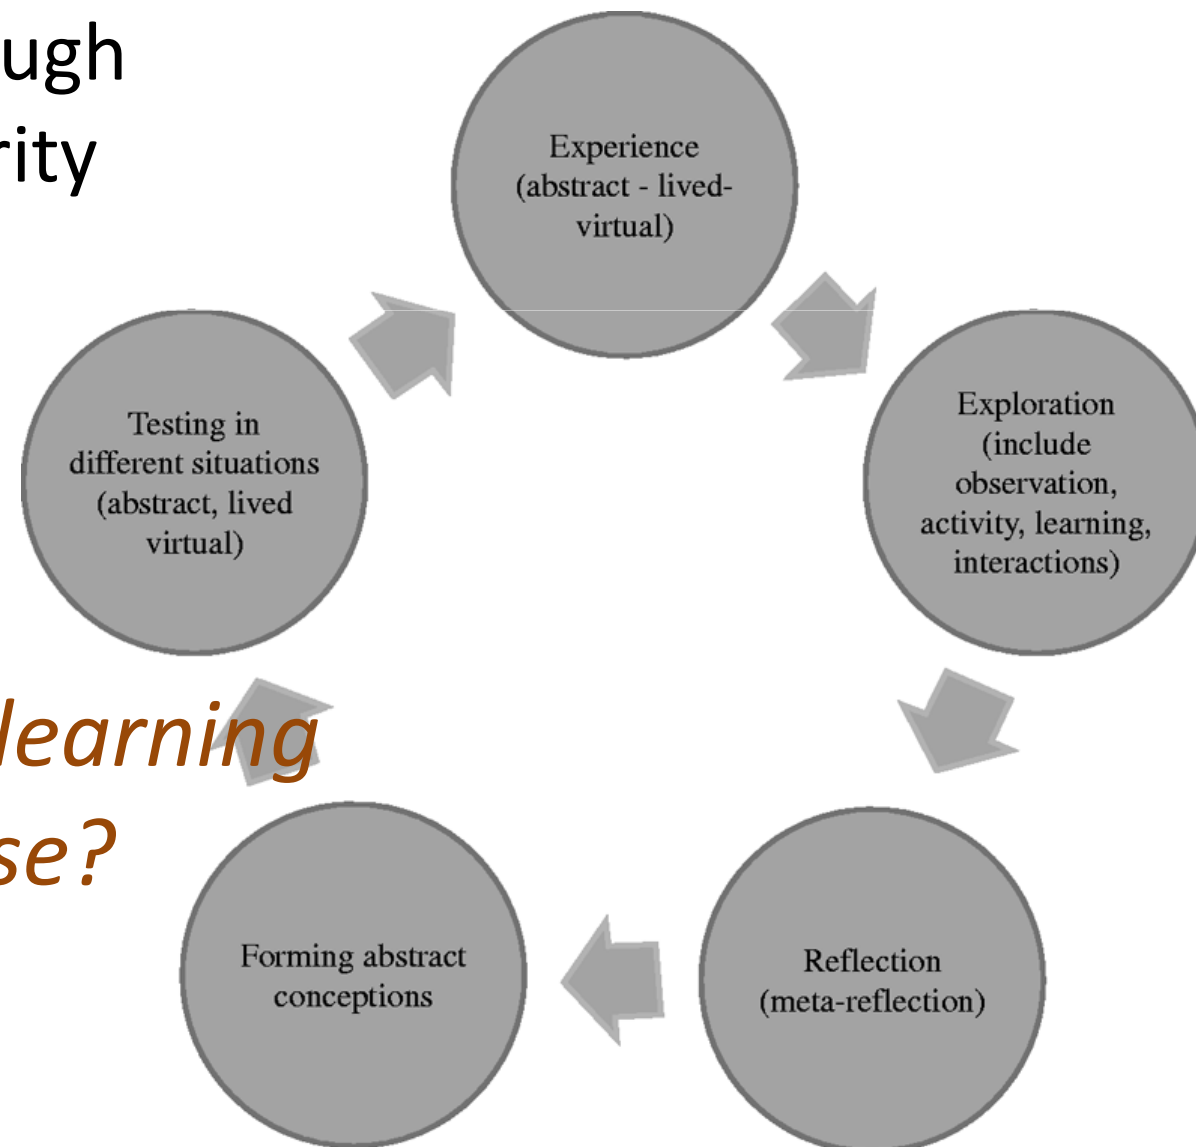 ugh
rity
Experience
(abstract - lived-
virtual)
Exploration
(include
observation,
activity, learning,
interactions)
Testing in
different situations
(abstract, lived
virtual)
learning
se?
Forming abstract
conceptions
Reflection
(meta-reflection)